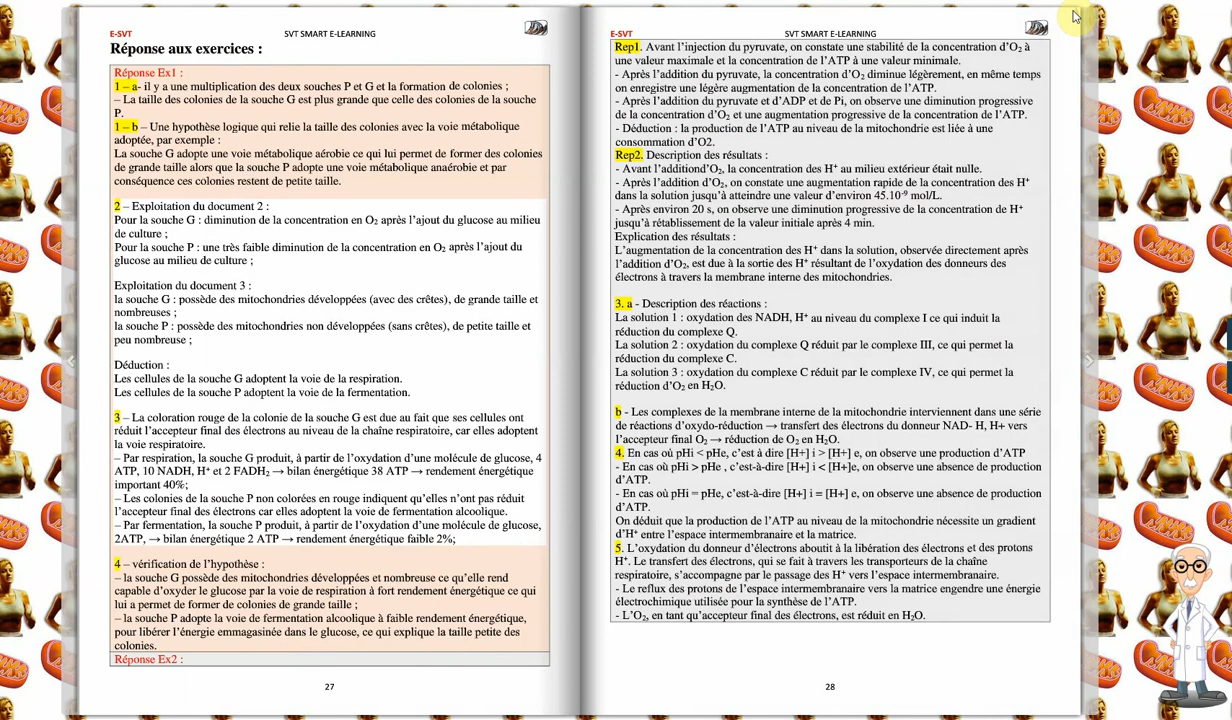 E-SVT
SVT SMART E-LEARNING
Réponse aux exercices :
Réponse Ex1 :
1 – a- il y a une multiplication des deux souches P et G et la formation de colonies ;
– La taille des colonies de la souche G est plus grande que celle des colonies de la souche
P.
1 – b – Une hypothèse logique qui relie la taille des colonies avec la voie métabolique
adoptée, par exemple :
La souche G adopte une voie métabolique aérobie ce qui lui permet de former des colonies
de grande taille alors que la souche P adopte une voie métabolique anaérobie et par
conséquence ces colonies restent de petite taille.
2 – Exploitation du document 2 :
Pour la souche G : diminution de la concentration en O₂ après l'ajout du glucose au milieu
de culture ;
Pour la souche P : une très faible diminution de la concentration en O₂ après l'ajout du
glucose au milieu de culture ;
Exploitation du document 3 :
la souche G : possède des mitochondries développées (avec des crêtes), de grande taille et
nombreuses ;
la souche P : possède des mitochondries non développées (sans crêtes), de petite taille et
peu nombreuse ;
Déduction :
Les cellules de la souche G adoptent la voie de la respiration.
Les cellules de la souche P adoptent la voie de la fermentation.
3 – La coloration rouge de la colonie de la souche G est due au fait que ses cellules ont
réduit l'accepteur final des électrons au niveau de la chaîne respiratoire, car elles adoptent
la voie respiratoire.
– Par respiration, la souche G produit, à partir de l'oxydation d'une molécule de glucose, 4
ATP, 10 NADH, H⁺ et 2 FADH₂ → bilan énergétique 38 ATP → rendement énergétique
important 40%;
– Les colonies de la souche P non colorées en rouge indiquent qu'elles n'ont pas réduit
l'accepteur final des électrons car elles adoptent la voie de fermentation alcoolique.
– Par fermentation, la souche P produit, à partir de l'oxydation d'une molécule de glucose,
2ATP, → bilan énergétique 2 ATP → rendement énergétique faible 2%;
4 – vérification de l'hypothèse :
– la souche G possède des mitochondries développées et nombreuse ce qu'elle rend
capable d'oxyder le glucose par la voie de respiration à fort rendement énergétique ce qui
lui a permet de former de colonies de grande taille ;
– la souche P adopte la voie de fermentation alcoolique à faible rendement énergétique,
pour libérer l'énergie emmagasinée dans le glucose, ce qui explique la taille petite des
colonies.
Réponse Ex2 :
27
E-SVT
SVT SMART E-LEARNING
Rep1. Avant l'injection du pyruvate, on constate une stabilité de la concentration d'O₂ à
une valeur maximale et la concentration de l'ATP à une valeur minimale.
- Après l'addition du pyruvate, la concentration d'O₂ diminue légèrement, en même temps
on enregistre une légère augmentation de la concentration de l'ATP.
- Après l'addition du pyruvate et d'ADP et de Pi, on observe une diminution progressive
de la concentration d'O₂ et une augmentation progressive de la concentration de l'ATP.
- Déduction : la production de l'ATP au niveau de la mitochondrie est liée à une
consommation d'O2.
Rep2. Description des résultats :
- Avant l'additiond'O₂, la concentration des H⁺ au milieu extérieur était nulle.
- Après l'addition d'O₂, on constate une augmentation rapide de la concentration des H⁺
dans la solution jusqu'à atteindre une valeur d'environ 45.10⁻⁹ mol/L.
- Après environ 20 s, on observe une diminution progressive de la concentration de H⁺
jusqu'à rétablissement de la valeur initiale après 4 min.
Explication des résultats :
L'augmentation de la concentration des H⁺ dans la solution, observée directement après
l'addition d'O₂, est due à la sortie des H⁺ résultant de l'oxydation des donneurs des
électrons à travers la membrane interne des mitochondries.
3. a - Description des réactions :
La solution 1 : oxydation des NADH, H⁺ au niveau du complexe I ce qui induit la
réduction du complexe Q.
La solution 2 : oxydation du complexe Q réduit par le complexe III, ce qui permet la
réduction du complexe C.
La solution 3 : oxydation du complexe C réduit par le complexe IV, ce qui permet la
réduction d'O₂ en H₂O.
b - Les complexes de la membrane interne de la mitochondrie interviennent dans une série
de réactions d'oxydo-réduction → transfert des électrons du donneur NAD- H, H+ vers
l'accepteur final O₂ → réduction de O₂ en H₂O.
4. En cas où pHi < pHe, c'est à dire [H+] i > [H+] e, on observe une production d'ATP
- En cas où pHi > pHe , c'est-à-dire [H+] i < [H+]e, on observe une absence de production
d'ATP.
- En cas où pHi = pHe, c'est-à-dire [H+] i = [H+] e, on observe une absence de production
d'ATP.
On déduit que la production de l'ATP au niveau de la mitochondrie nécessite un gradient
d'H⁺ entre l'espace intermembranaire et la matrice.
5. L'oxydation du donneur d'électrons aboutit à la libération des électrons et des protons
H⁺. Le transfert des électrons, qui se fait à travers les transporteurs de la chaîne
respiratoire, s'accompagne par le passage des H⁺ vers l'espace intermembranaire.
- Le reflux des protons de l'espace intermembranaire vers la matrice engendre une énergie
électrochimique utilisée pour la synthèse de l'ATP.
- L'O₂, en tant qu'accepteur final des électrons, est réduit en H₂O.
28